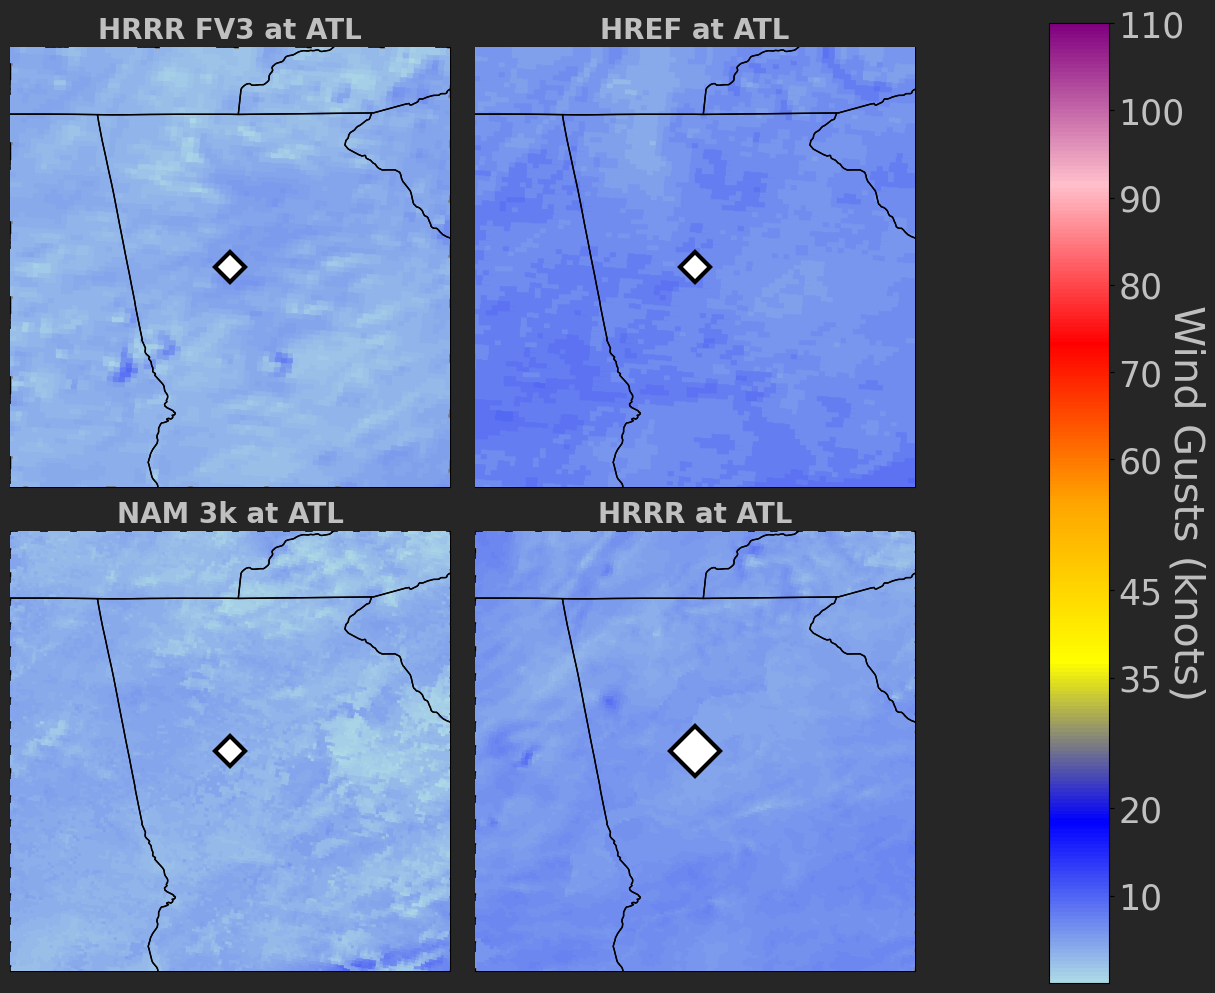 HRRR FV3 at ATL
HREF at ATL
NAM 3k at ATL
HRRR at ATL
110
100
90
80
70
60
45
35
20
10
Wind Gusts (knots)